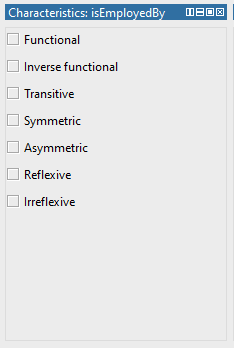 Characteristics: isEmployedBy
Functional
Inverse functional
Transitive
Symmetric
Asymmetric
Reflexive
Irreflexive